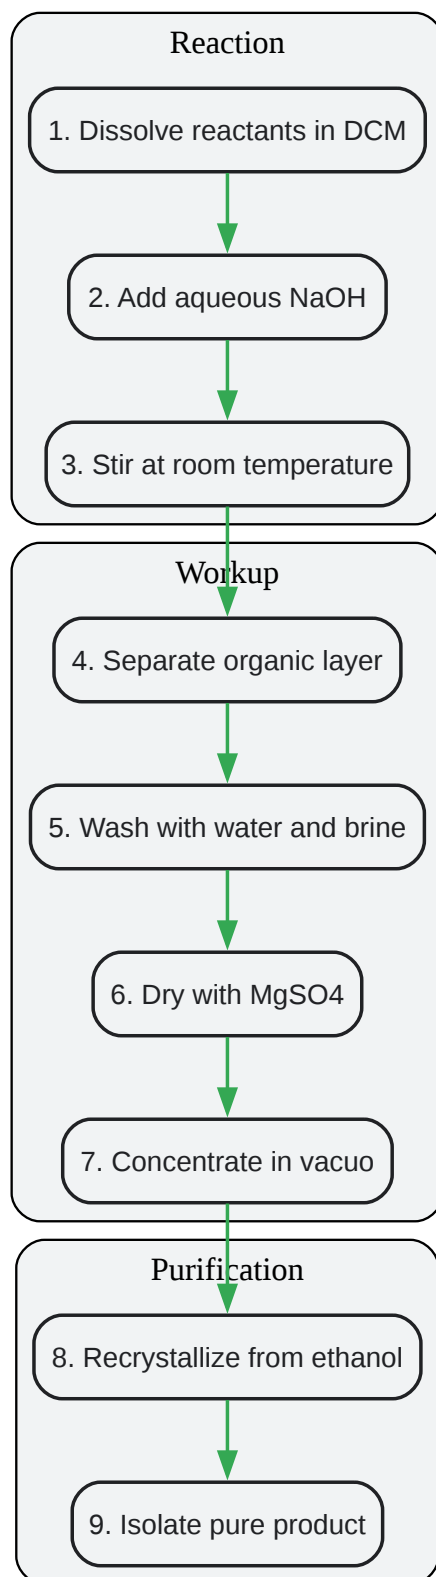 Reaction
1. Dissolve reactants in DCM
2. Add aqueous NaOH
3. Stir at room temperature
Workup
4. Separate organic layer
5. Wash with water and brine
6. Dry with MgSO4
7. Concentrate in vacuo
Purification
8. Recrystallize from ethanol
9. Isolate pure product